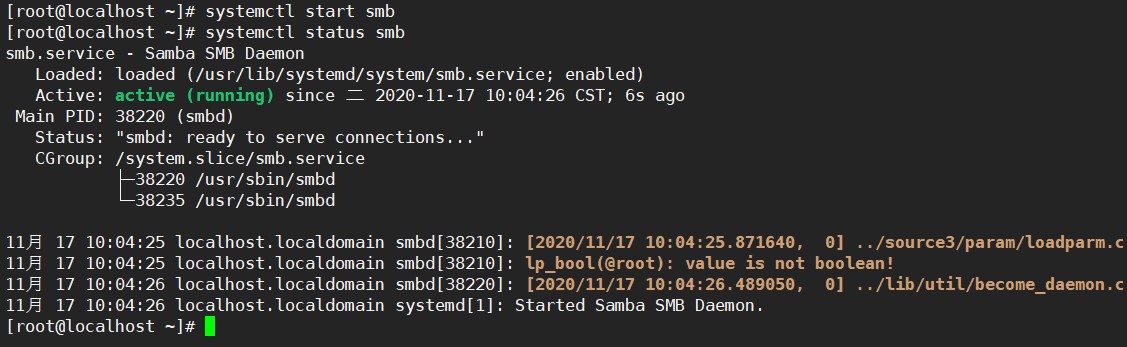 [root@localhost ~]# systemctl start smb
[root@localhost ~]# systemctl status smb
smb.service - Samba SMB Daemon
   Loaded: loaded (/usr/lib/systemd/system/smb.service; enabled)
   Active: active (running) since 二 2020-11-17 10:04:26 CST; 6s ago
 Main PID: 38220 (smbd)
   Status: "smbd: ready to serve connections..."
   CGroup: /system.slice/smb.service
           ├─38220 /usr/sbin/smbd
           └─38235 /usr/sbin/smbd

11月 17 10:04:25 localhost.localdomain smbd[38210]: [2020/11/17 10:04:25.871640,  0] ../source3/param/loadparm.c
11月 17 10:04:25 localhost.localdomain smbd[38210]: lp_bool(@root): value is not boolean!
11月 17 10:04:26 localhost.localdomain smbd[38220]: [2020/11/17 10:04:26.489050,  0] ../lib/util/become_daemon.c
11月 17 10:04:26 localhost.localdomain systemd[1]: Started Samba SMB Daemon.
[root@localhost ~]#